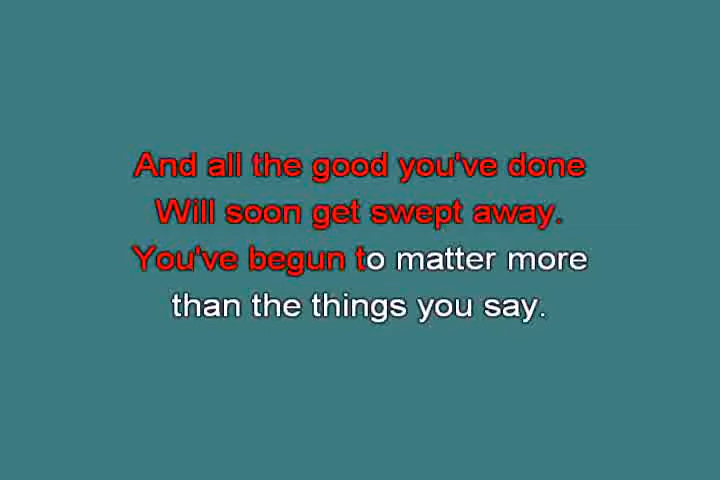 And all the good you've done
Will soon get swept away.
You've begun to matter more
than the things you say.